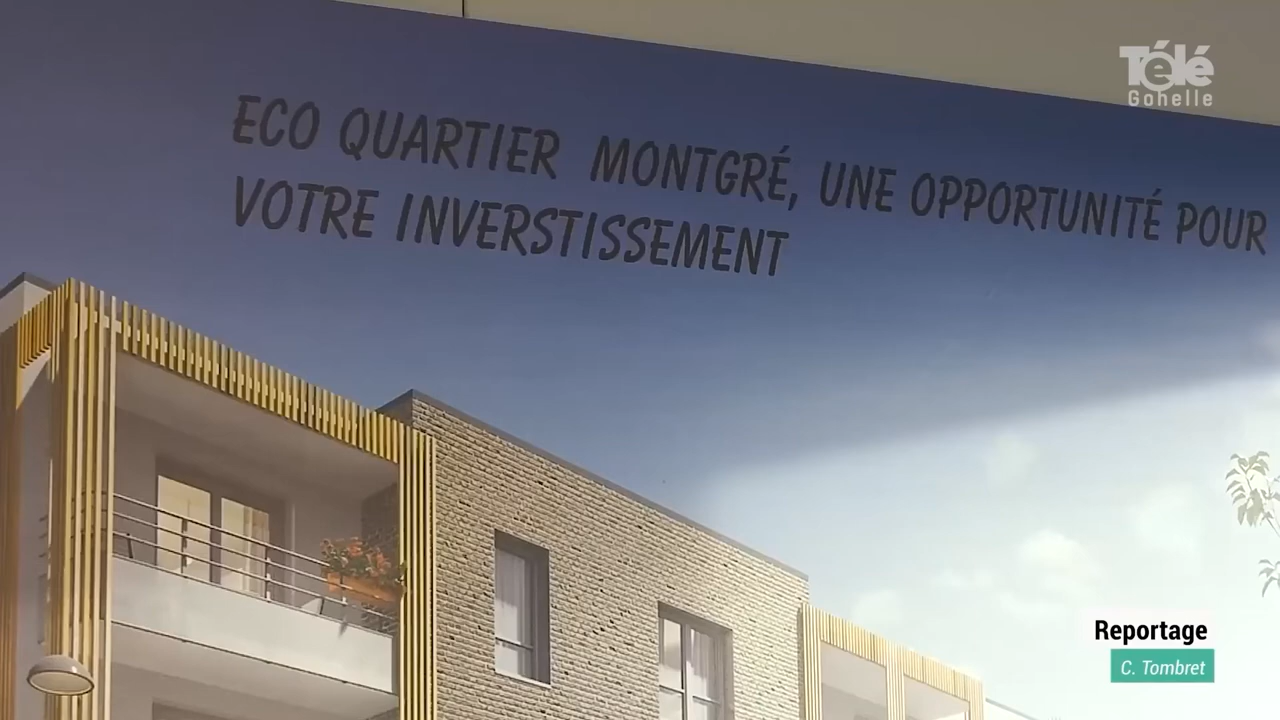 Télé
Gohelle
ECO QUARTIER MONTGRÉ, UNE OPPORTUNITÉ POUR
VOTRE INVERSTISSEMENT
Reportage
C. Tombret